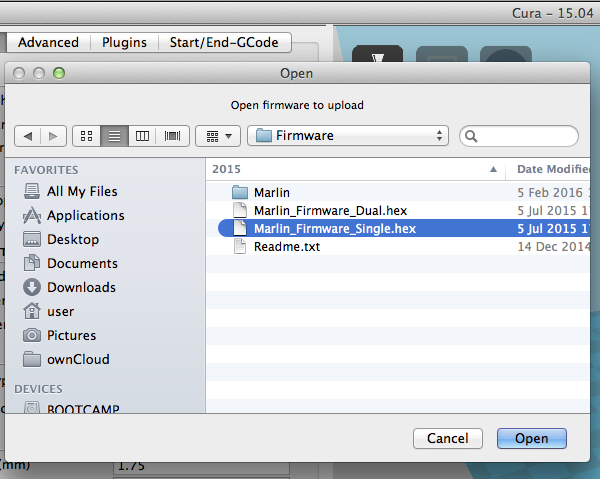 Cura - 15.04
Advanced Plugins Start/End-GCode
Open
Open firmware to upload
Firmware
FAVORITES
All My Files
Applications
Desktop
Documents
Downloads
user
Pictures
ownCloud
DEVICES
BOOTCAMP
2015 Date Modified
Marlin 5 Feb 2016 1
Marlin_Firmware_Dual.hex 5 Jul 2015 1
Marlin_Firmware_Single.hex 5 Jul 2015 1
Readme.txt 14 Dec 2014
Cancel Open
(mm) 1.75